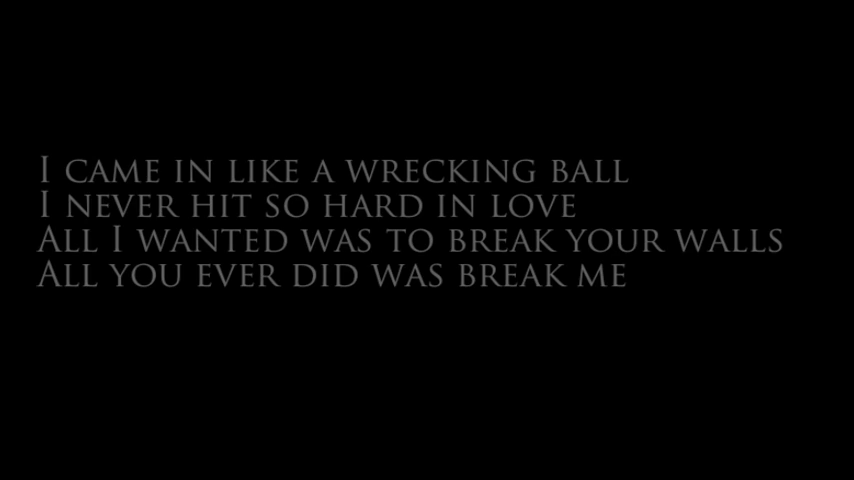 I came in like a wrecking ball
I never hit so hard in love
All I wanted was to break your walls
All you ever did was break me